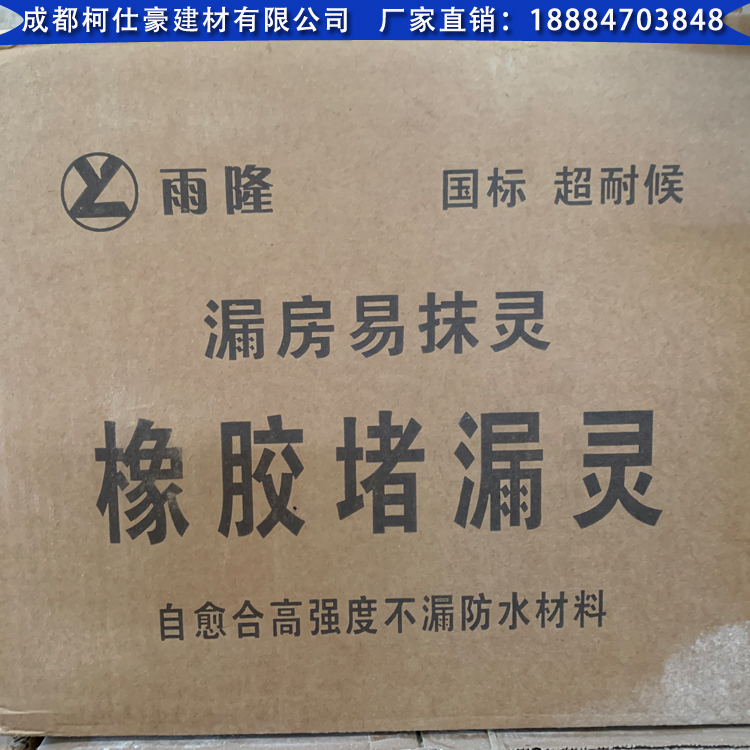 成都柯仕豪建材有限公司 厂家直销：18884703848
YL 雨隆 国标 超耐候
漏房易抹灵
橡胶堵漏灵
自愈合高强度不漏防水材料